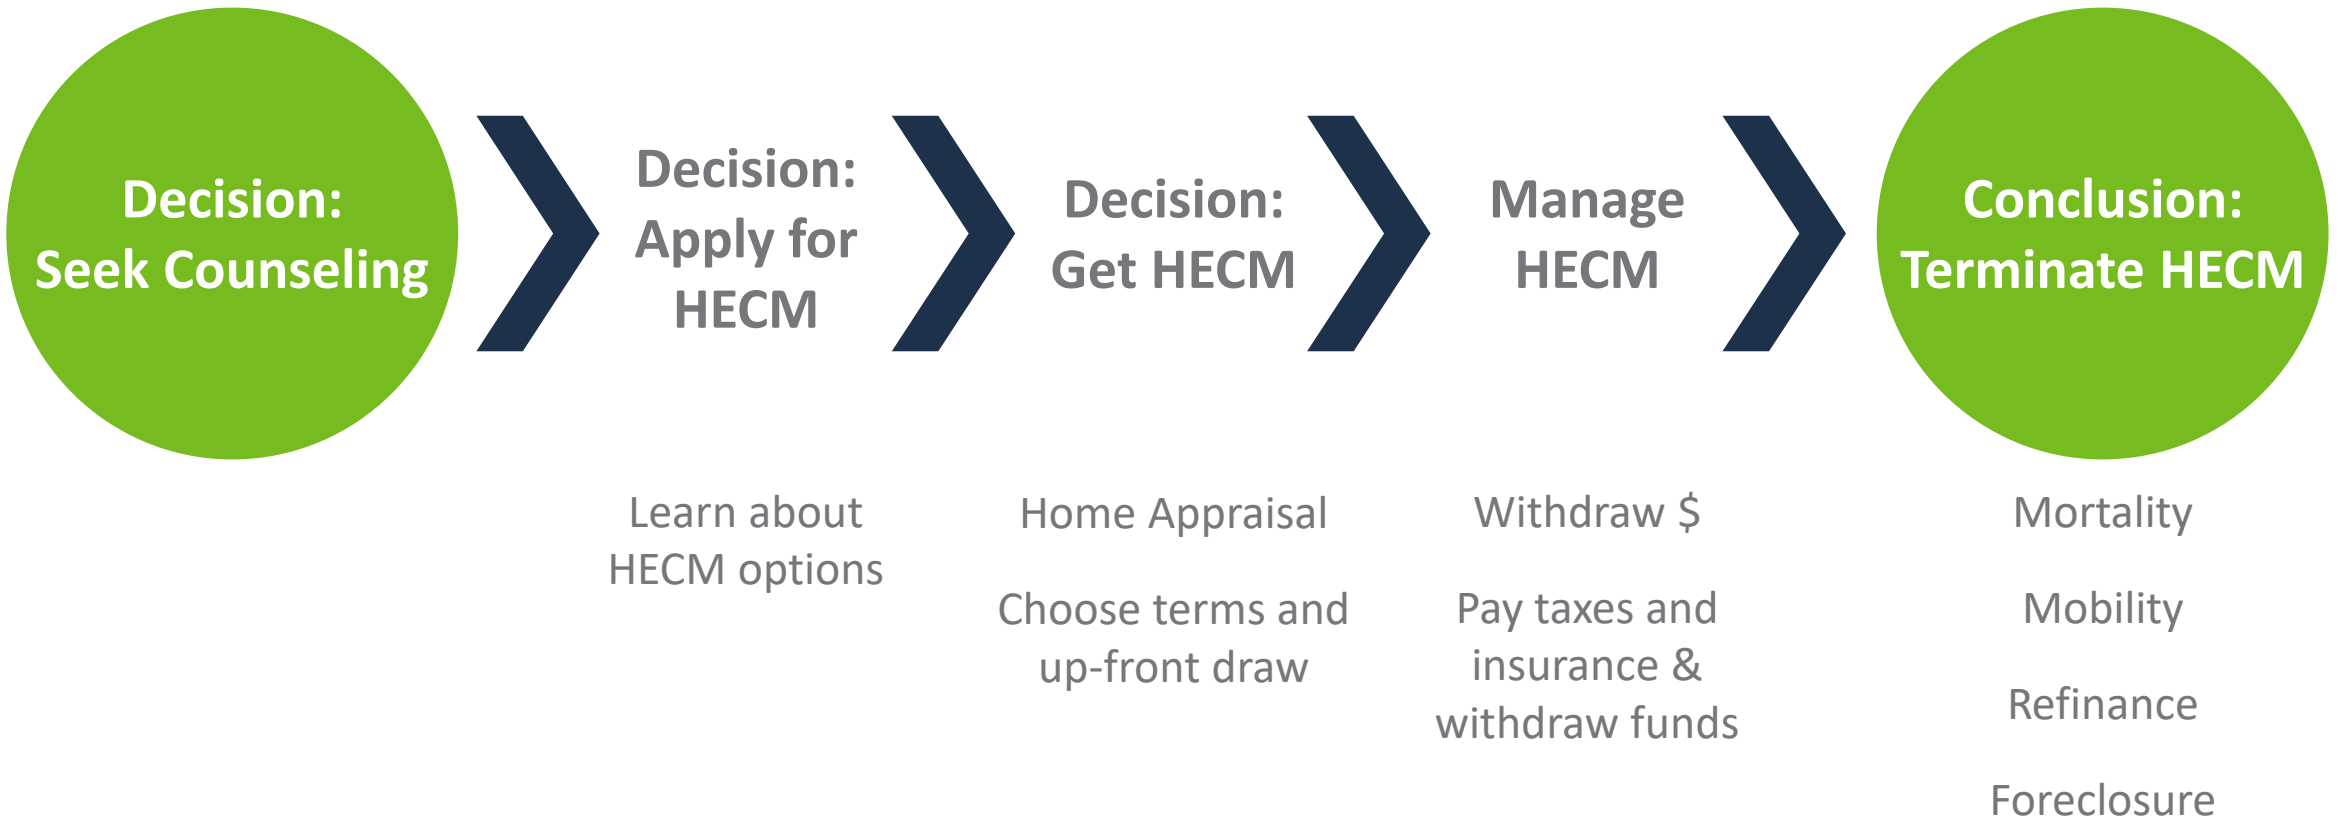 Decision:
Seek Counseling
Decision:
Apply for
HECM
Decision:
Get HECM
Manage
HECM
Conclusion:
Terminate HECM
Learn about
HECM options
Home Appraisal
Choose terms and
up-front draw
Withdraw $
Pay taxes and
insurance &
withdraw funds
Mortality
Mobility
Refinance
Foreclosure